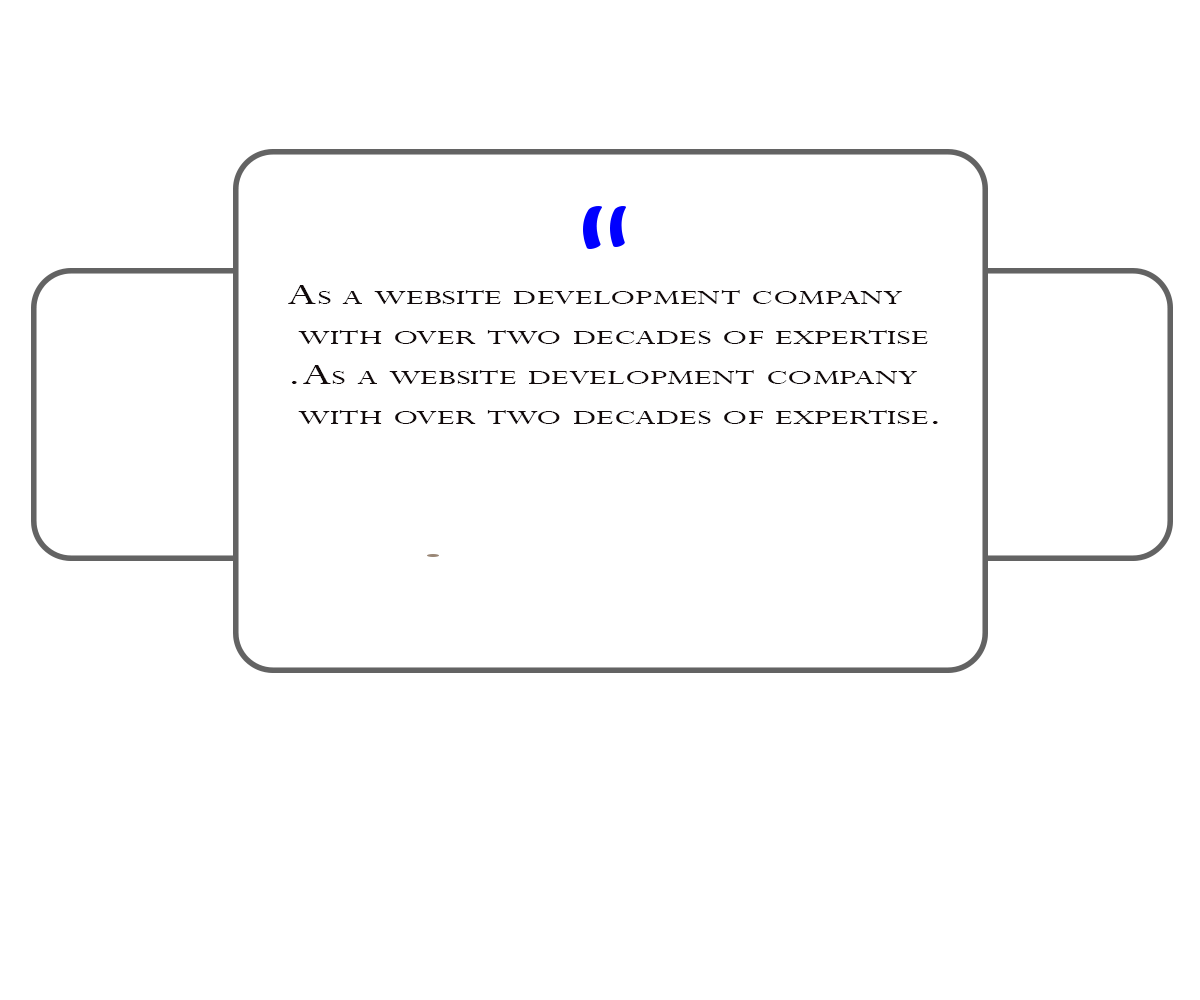 “
As a website development company
with over two decades of expertise
.As a website development company
with over two decades of expertise.